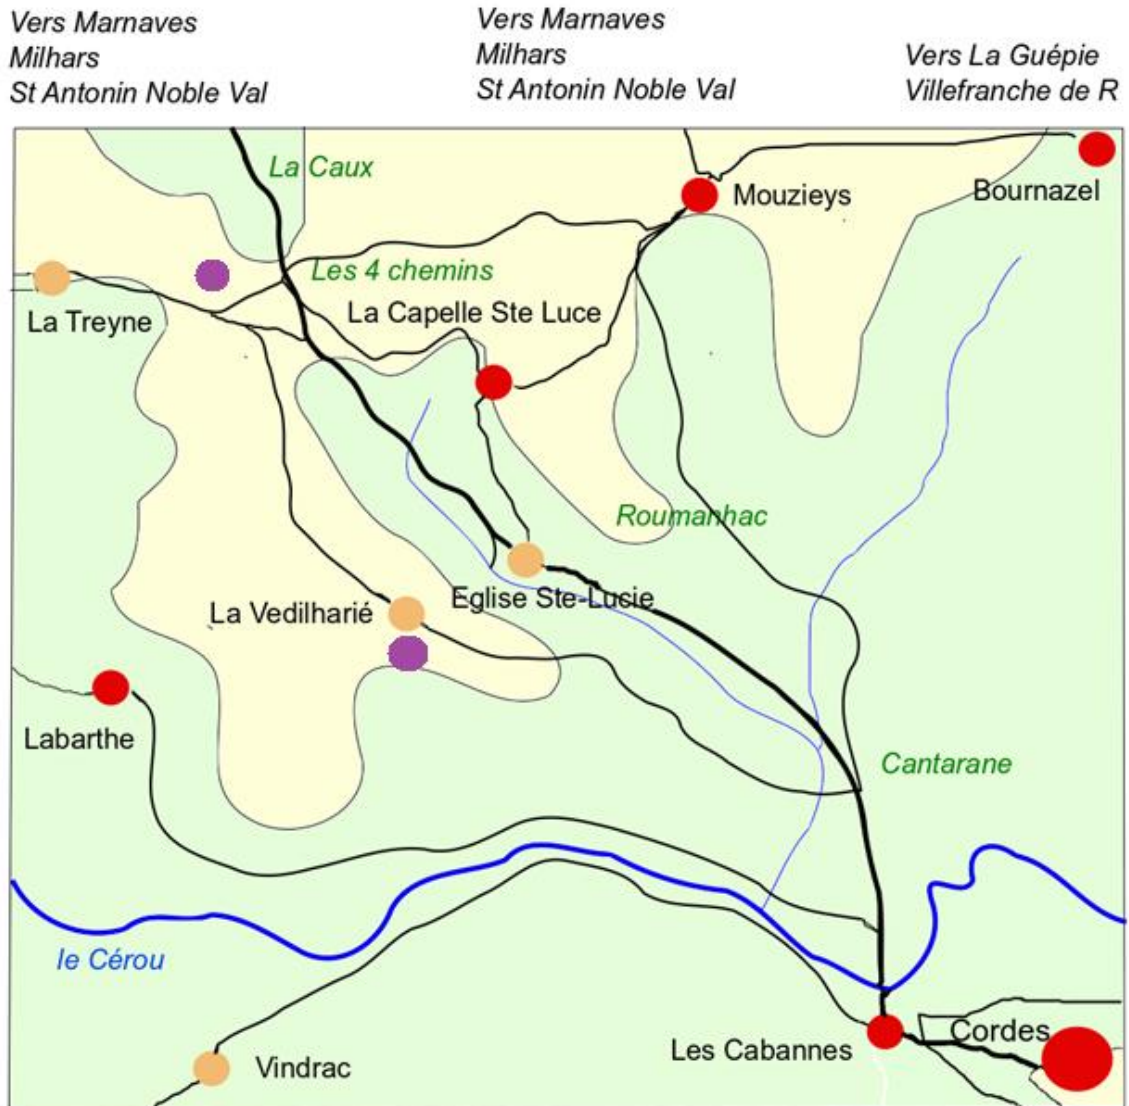 Vers Marnaves
Milhars
St Antonin Noble Val
Vers Marnaves
Milhars
St Antonin Noble Val
Vers La Guépie
Villefranche de R
La Caux
Mouzieys
Bournazel
Les 4 chemins
La Treyne
La Capelle Ste Luce
Roumanhac
La Vedilharié
Eglise Ste-Lucie
Labarthe
Cantarane
le Cérou
Cordes
Les Cabannes
Vindrac